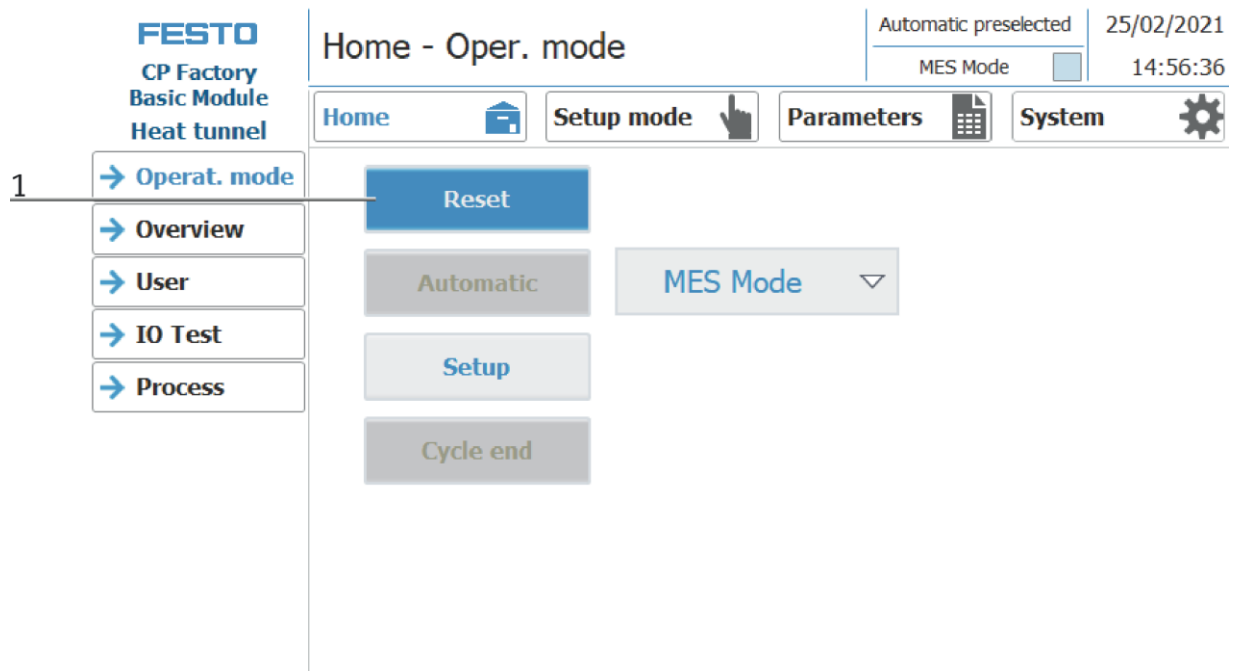 FESTO
CP Factory
Basic Module
Heat tunnel
Home - Oper. mode
Automatic preselected
MES Mode
25/02/2021
14:56:36
Home
Setup mode
Parameters
System
1
Operat. mode
Overview
User
IO Test
Process
Reset
Automatic
MES Mode
Setup
Cycle end